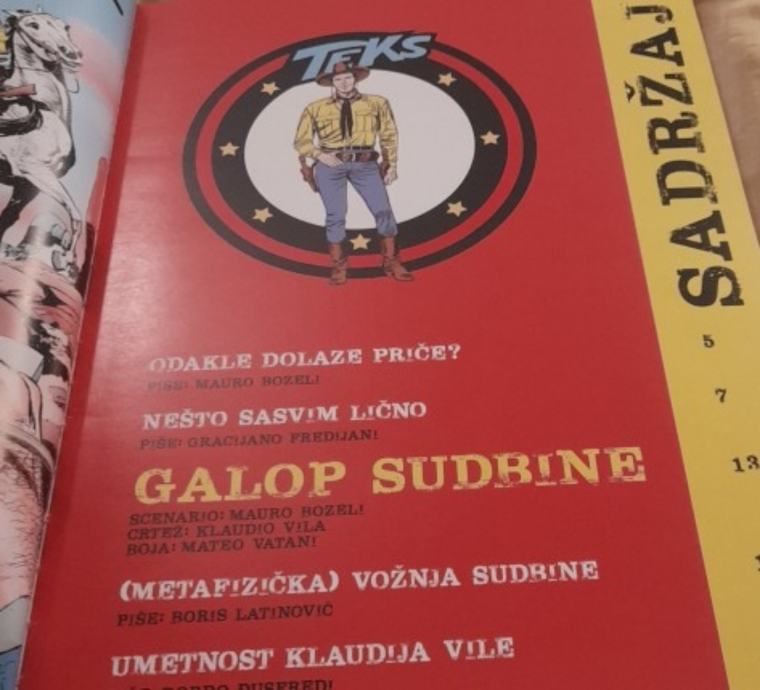 TEKS
SADRŽAJ
ODAKLE DOLAZE PRIČE?
PIŠE: MAURO BOZELI
5
NEŠTO SASVIM LIČNO
PIŠE: GRACIJANO FREDIJANI
7
GALOP SUDBINE
SCENARIO: MAURO BOZELI
CRTEŽ: KLAUDIO VILA
BOJA: MATEO VATANI
13
(METAFIZIČKA) VOŽNJA SUDBINE
PIŠE: BORIS LATINOVIĆ
UMETNOST KLAUDIJA VILE